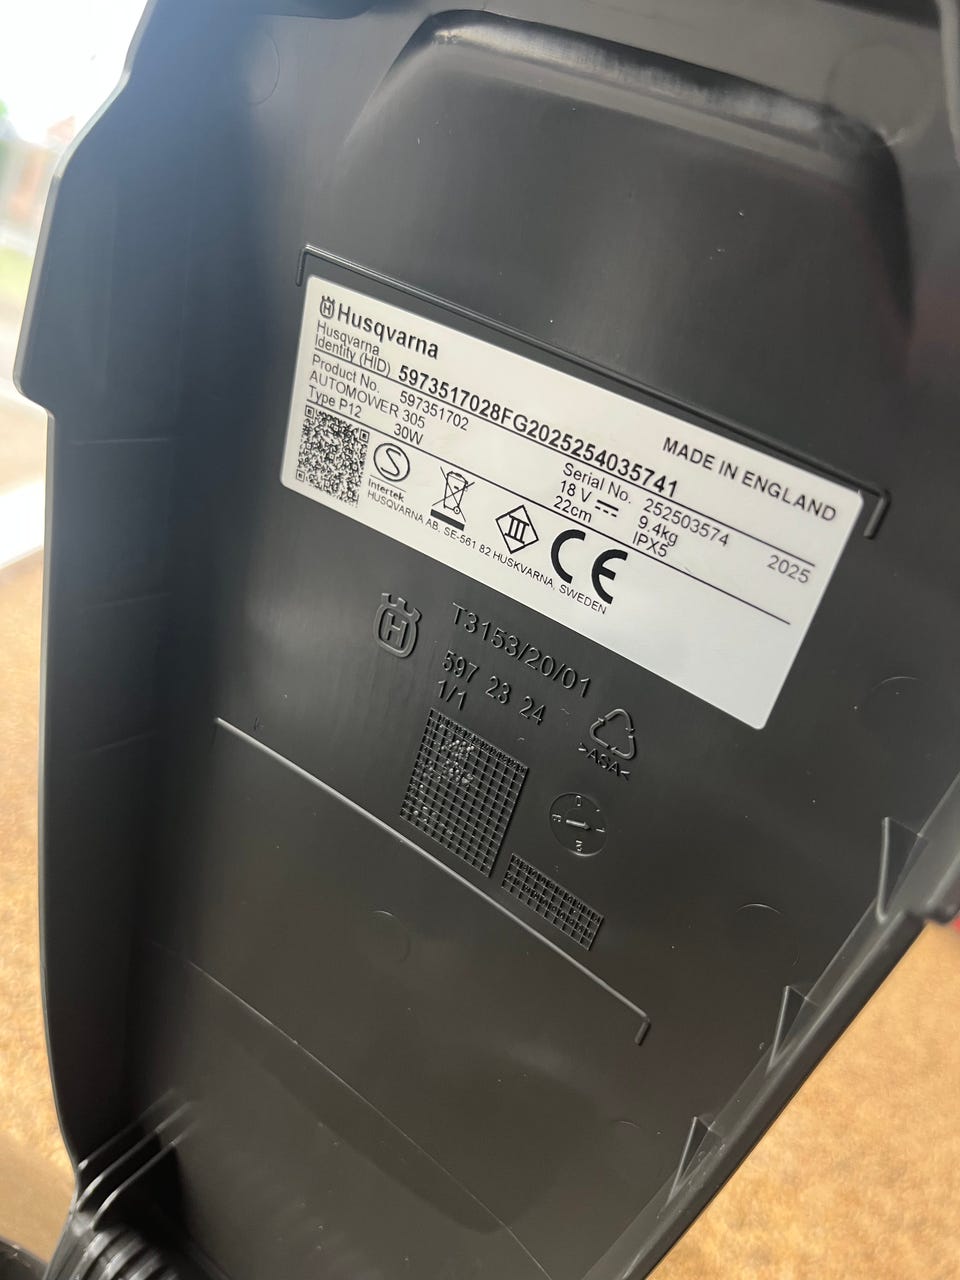 Husqvarna
MADE IN ENGLAND
Husqvarna
Identity (HID) 5973517028FG2025254035741
Product No. 597351702 Serial No. 252503574 2025
AUTOMOWER 305 18 V 9.4kg
Type P12 30W 22cm IPX5
S
Intertek
III
CE
HUSQVARNA AB, SE-561 82 HUSKVARNA, SWEDEN
H
T3153/20/01
597 23 24
1/1
>ASA<